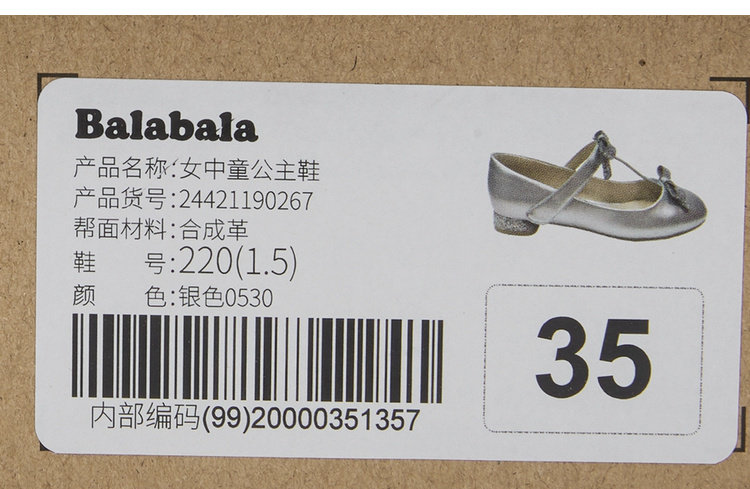 Balabala
产品名称:女中童公主鞋
产品货号:24421190267
帮面材料:合成革
鞋 号:220(1.5)
颜 色:银色0530
内部编码(99)20000351357
35